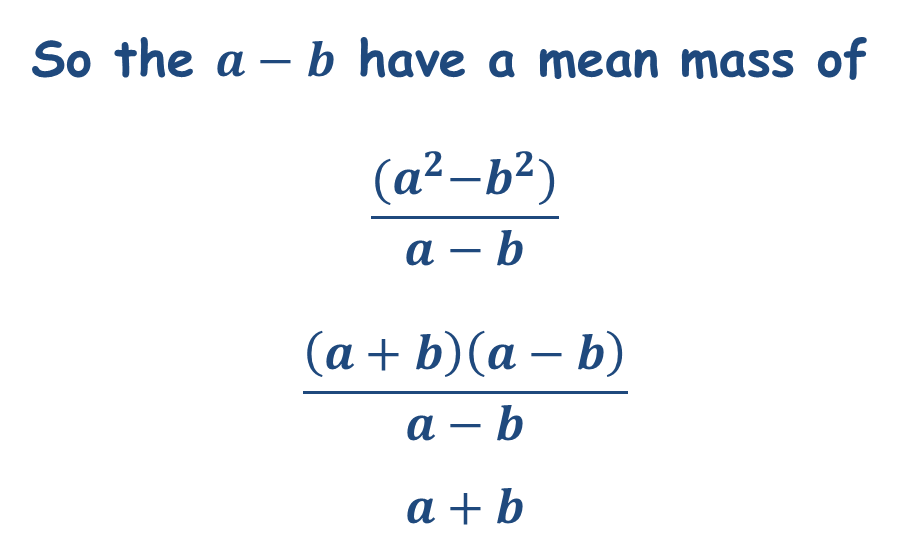 So the a − b have a mean mass of
(a²−b²)
a − b
(a + b)(a − b)
a − b
a + b